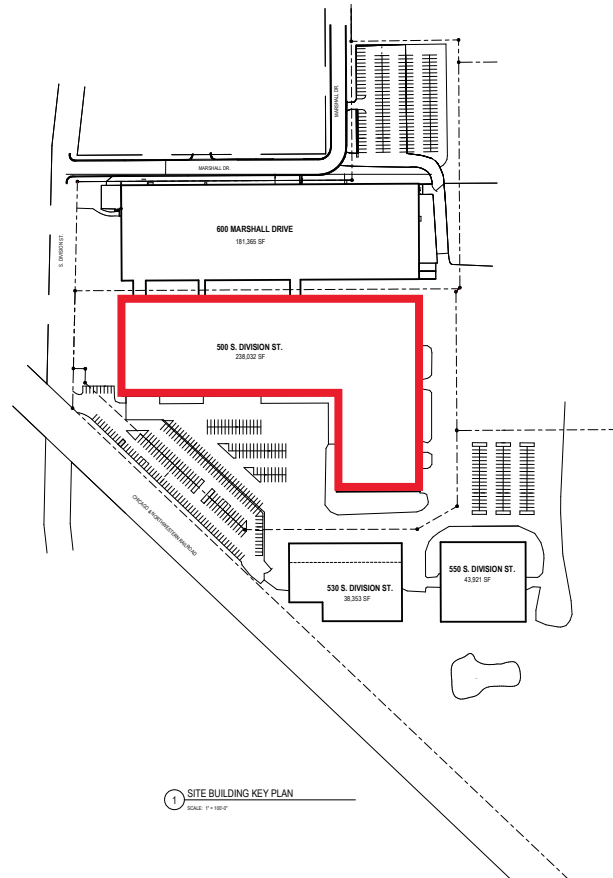 MARSHALL DR.
MARSHALL DR.
S. DIVISION ST.
600 MARSHALL DRIVE
181,365 SF
500 S. DIVISION ST.
238,032 SF
CHICAGO & NORTHWESTERN RAILROAD
530 S. DIVISION ST.
38,353 SF
550 S. DIVISION ST.
43,921 SF
1 SITE BUILDING KEY PLAN
SCALE: 1" = 100'-0"